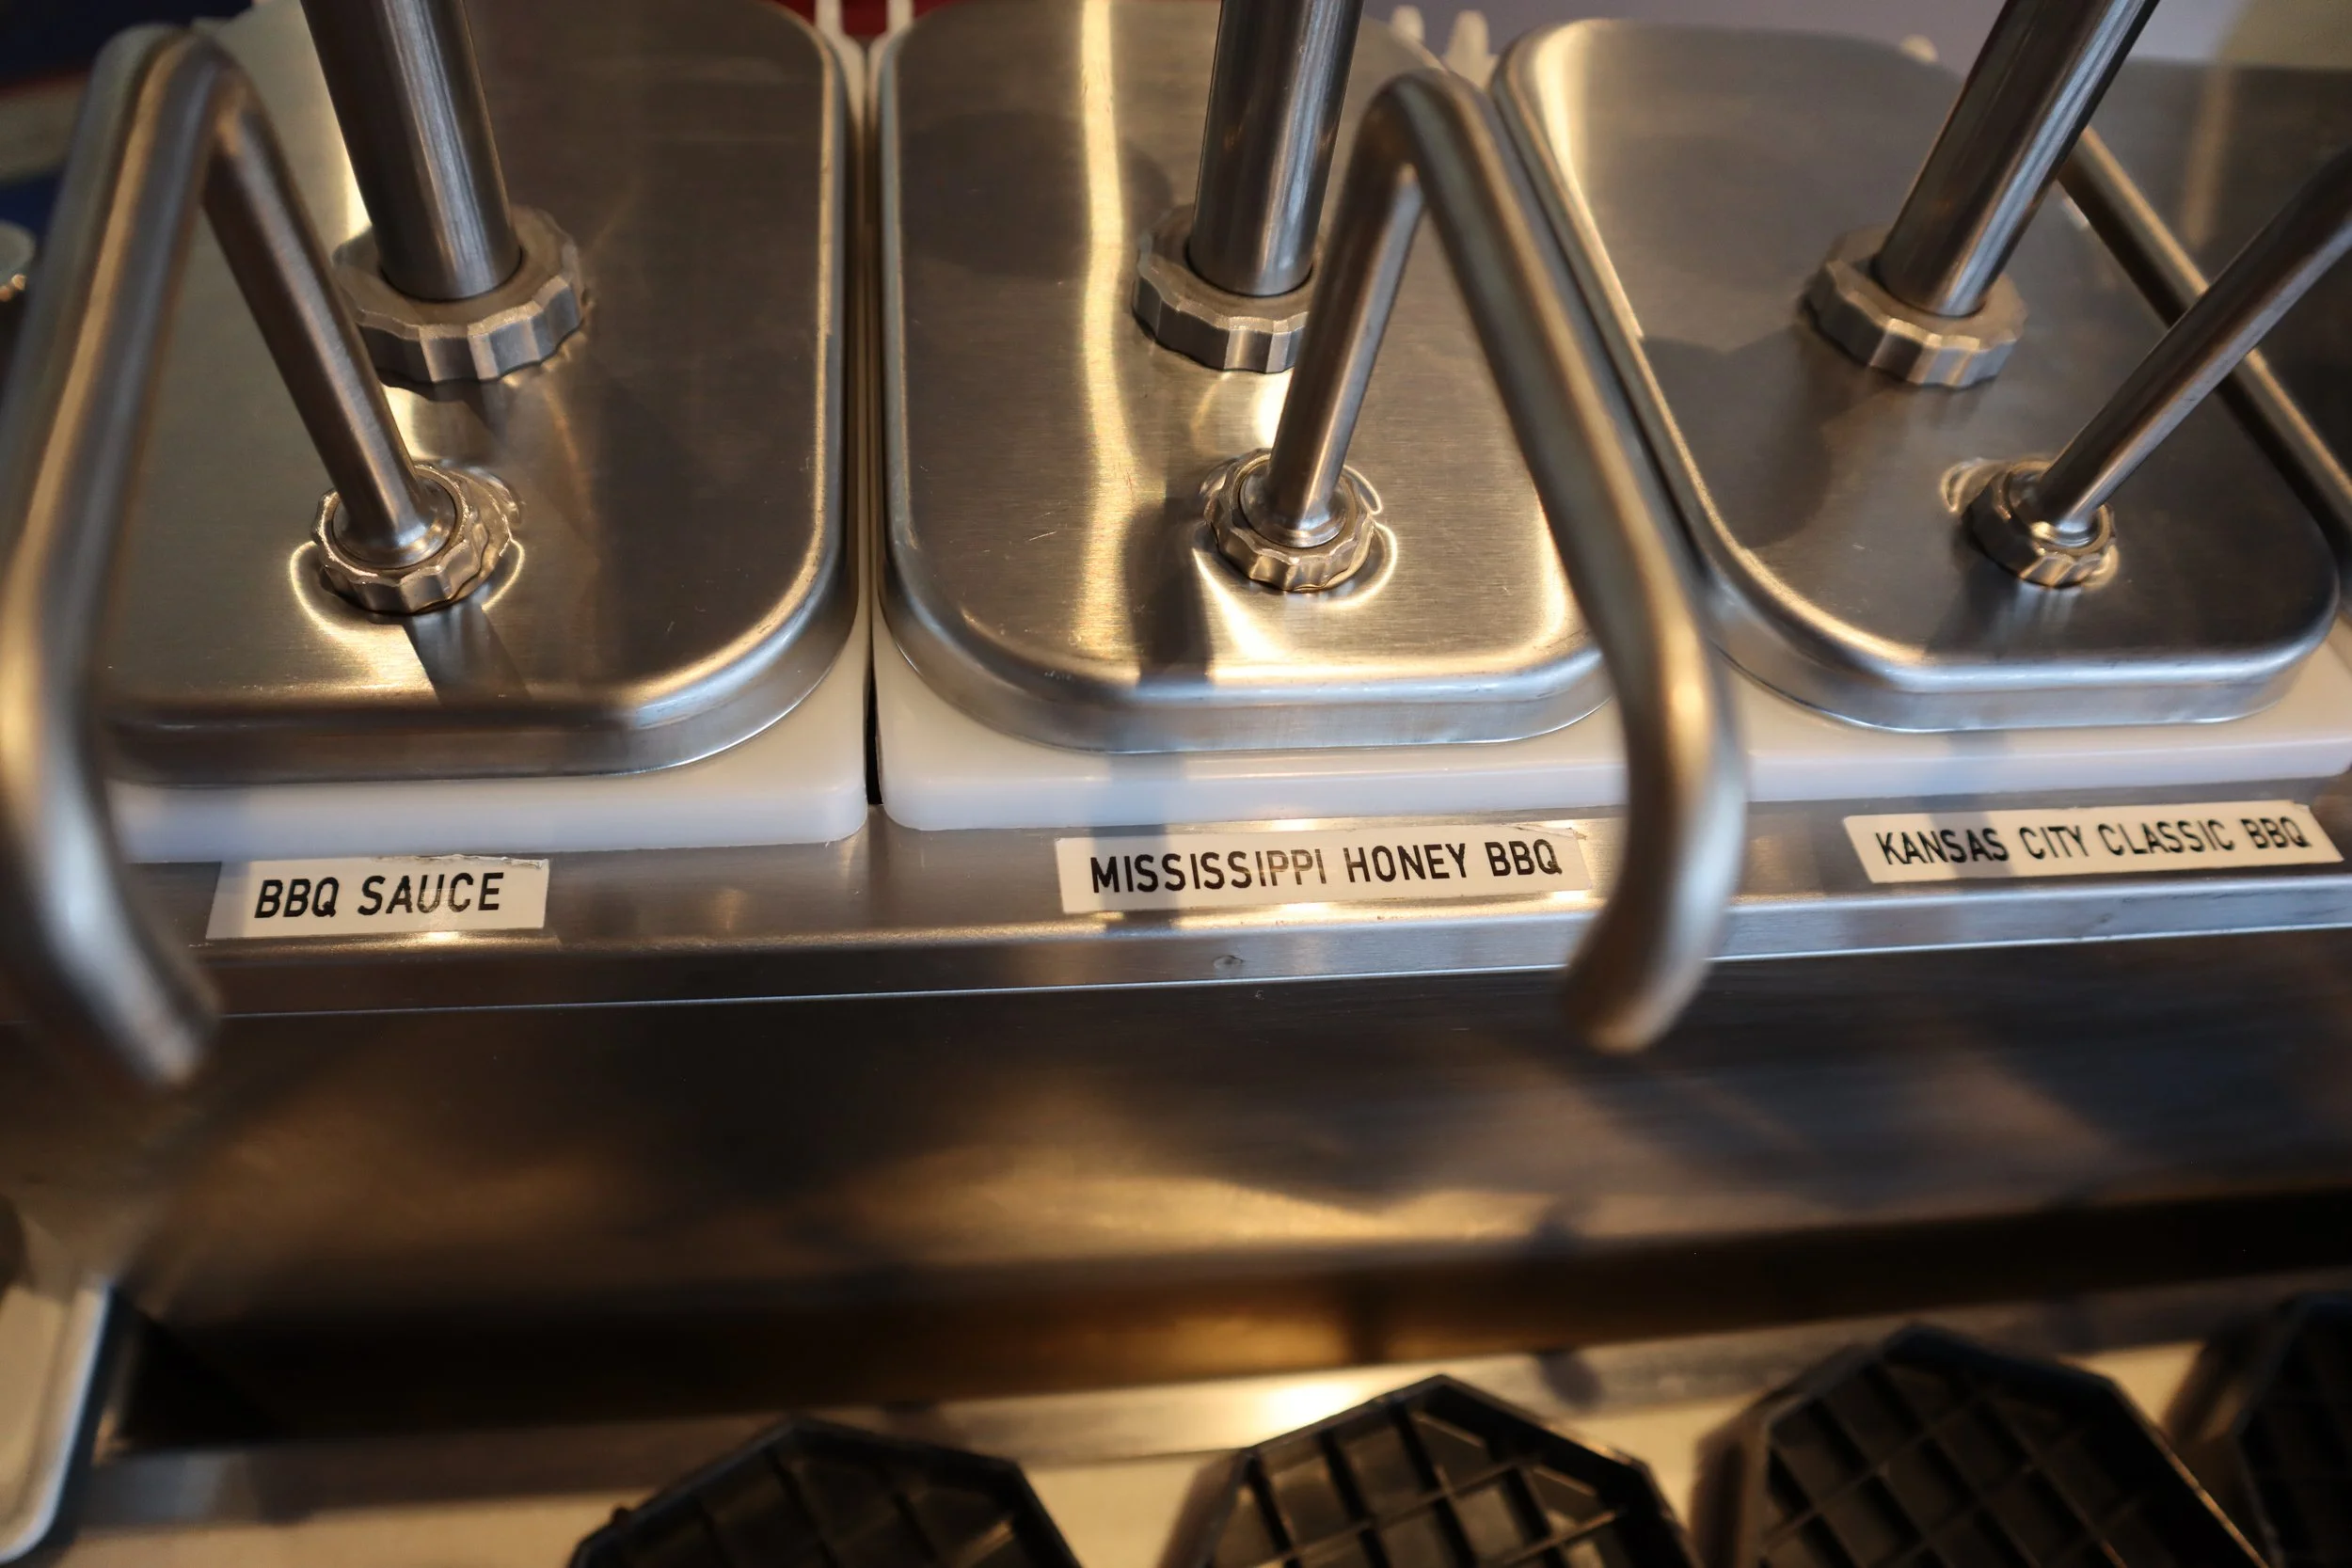 BBQ SAUCE
MISSISSIPPI HONEY BBQ
KANSAS CITY CLASSIC BBQ